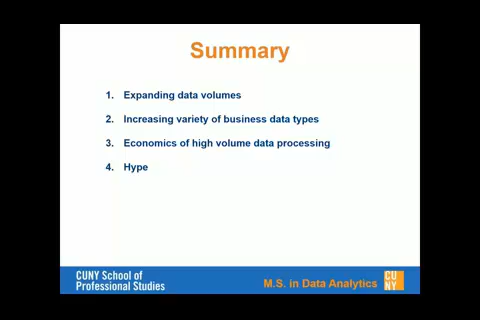 Summary
1. Expanding data volumes
2. Increasing variety of business data types
3. Economics of high volume data processing
4. Hype
CUNY School of
Professional Studies
M.S. in Data Analytics
CU
NY